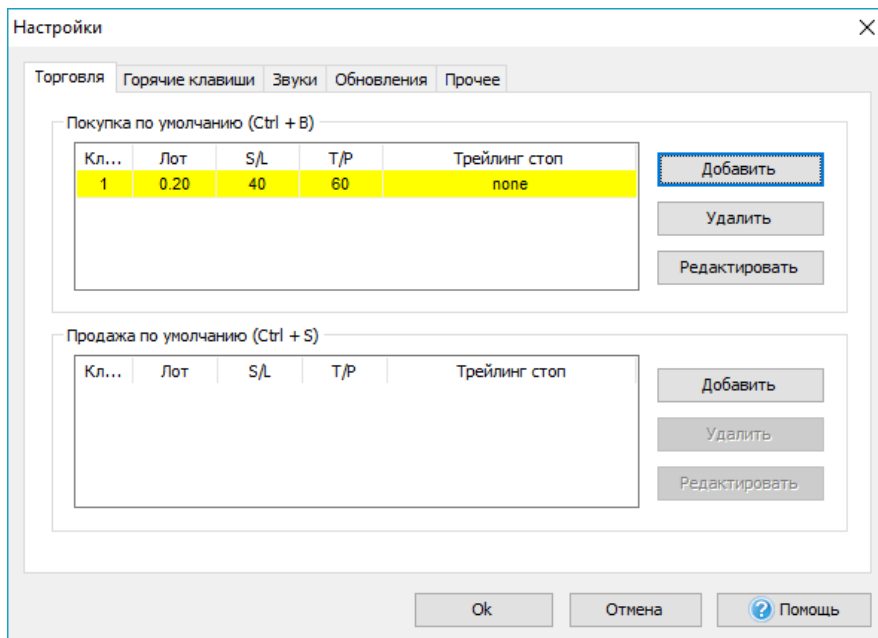 Настройки
Торговля Горячие клавиши Звуки Обновления Прочее
Покупка по умолчанию (Ctrl + B)
Кл... Лот S/L T/P Трейлинг стоп
1 0.20 40 60 none
Добавить
Удалить
Редактировать
Продажа по умолчанию (Ctrl + S)
Кл... Лот S/L T/P Трейлинг стоп
Добавить
Удалить
Редактировать
Ok Отмена ? Помощь